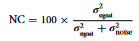 NC = 100 × σ²signal / (σ²signal + σ²noise)